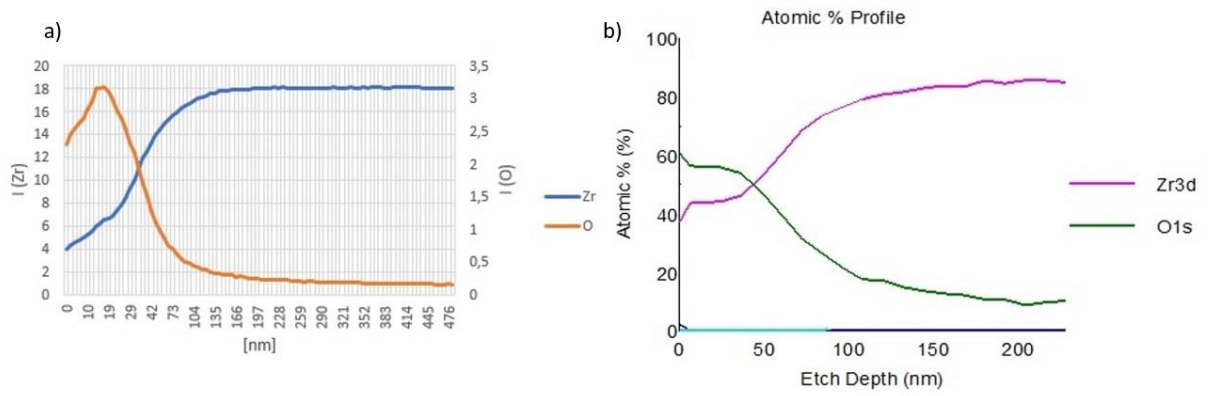 a)
20
18
16
14
12
10
8
6
4
2
0
I (Zr)
3,5
3
2,5
2
1,5
1
0,5
0
I (O)
0 10 19 29 42 73 104 135 166 197 228 259 290 321 352 383 414 445 476
[nm]
Zr
O
b)
Atomic % Profile
100
80
60
40
20
0
Atomic % (%)
0 50 100 150 200
Etch Depth (nm)
Zr3d
O1s